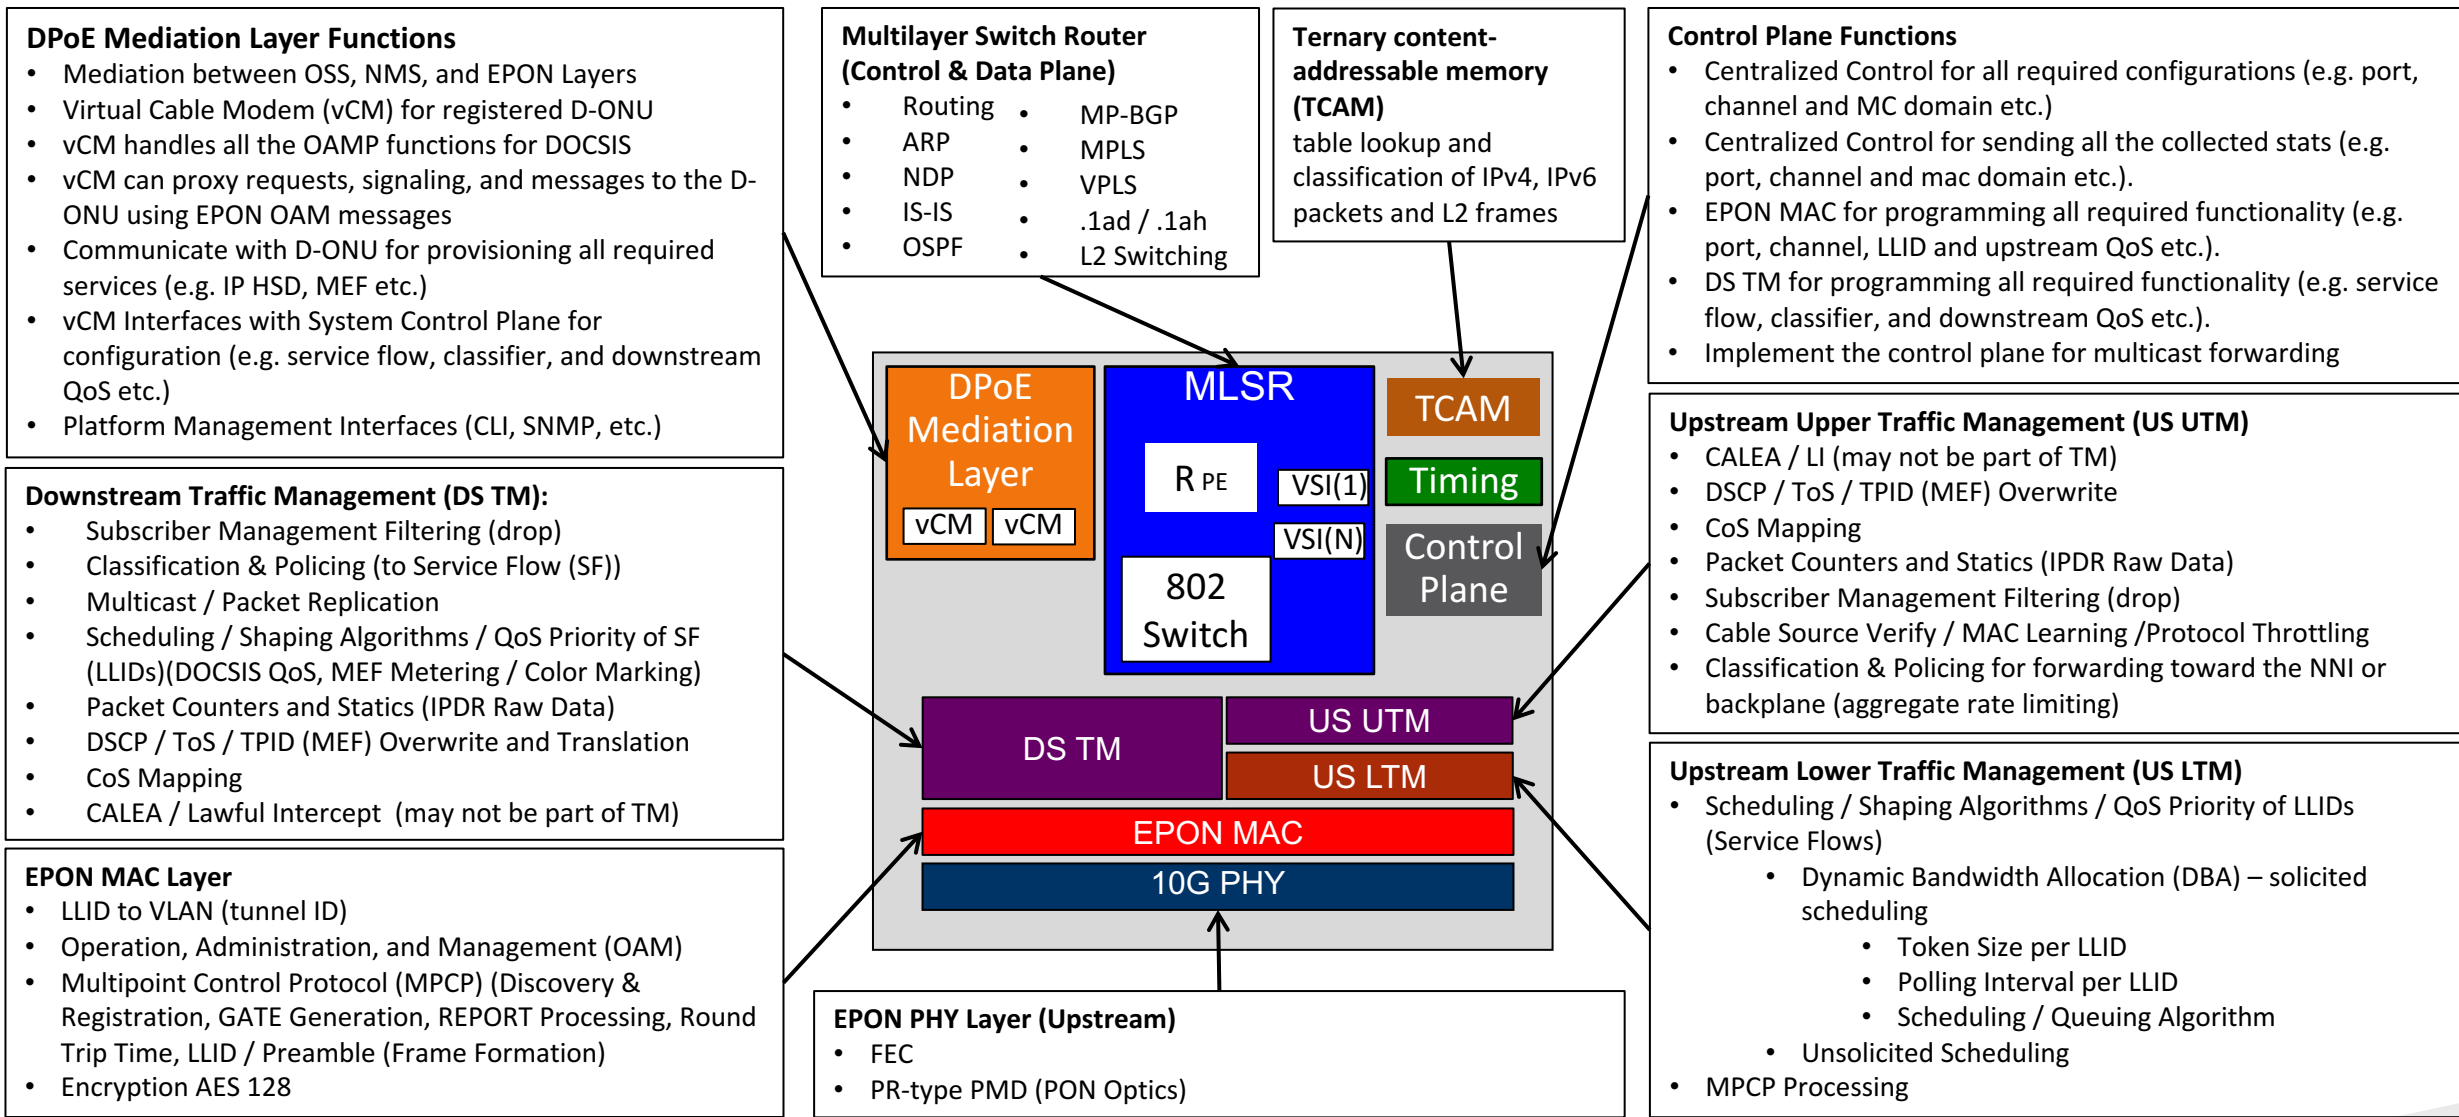 DPoE Mediation Layer Functions
• Mediation between OSS, NMS, and EPON Layers
• Virtual Cable Modem (vCM) for registered D-ONU
• vCM handles all the OAMP functions for DOCSIS
• vCM can proxy requests, signaling, and messages to the D-
ONU using EPON OAM messages
• Communicate with D-ONU for provisioning all required
services (e.g. IP HSD, MEF etc.)
• vCM Interfaces with System Control Plane for
configuration (e.g. service flow, classifier, and downstream
QoS etc.)
• Platform Management Interfaces (CLI, SNMP, etc.)
Downstream Traffic Management (DS TM):
• Subscriber Management Filtering (drop)
• Classification & Policing (to Service Flow (SF))
• Multicast / Packet Replication
• Scheduling / Shaping Algorithms / QoS Priority of SF
(LLIDs)(DOCSIS QoS, MEF Metering / Color Marking)
• Packet Counters and Statics (IPDR Raw Data)
• DSCP / ToS / TPID (MEF) Overwrite and Translation
• CoS Mapping
• CALEA / Lawful Intercept (may not be part of TM)
EPON MAC Layer
• LLID to VLAN (tunnel ID)
• Operation, Administration, and Management (OAM)
• Multipoint Control Protocol (MPCP) (Discovery &
Registration, GATE Generation, REPORT Processing, Round
Trip Time, LLID / Preamble (Frame Formation)
• Encryption AES 128
Multilayer Switch Router
(Control & Data Plane)
• Routing
• ARP
• NDP
• IS-IS
• OSPF
• MP-BGP
• MPLS
• VPLS
• .1ad / .1ah
• L2 Switching
Ternary content-
addressable memory
(TCAM)
table lookup and
classification of IPv4, IPv6
packets and L2 frames
DPoE
Mediation
Layer
vCM vCM
MLSR
R PE
VSI(1)
VSI(N)
802
Switch
TCAM
Timing
Control
Plane
DS TM
US UTM
US LTM
EPON MAC
10G PHY
EPON PHY Layer (Upstream)
• FEC
• PR-type PMD (PON Optics)
Control Plane Functions
• Centralized Control for all required configurations (e.g. port,
channel and MC domain etc.)
• Centralized Control for sending all the collected stats (e.g.
port, channel and mac domain etc.).
• EPON MAC for programming all required functionality (e.g.
port, channel, LLID and upstream QoS etc.).
• DS TM for programming all required functionality (e.g. service
flow, classifier, and downstream QoS etc.).
• Implement the control plane for multicast forwarding
Upstream Upper Traffic Management (US UTM)
• CALEA / LI (may not be part of TM)
• DSCP / ToS / TPID (MEF) Overwrite
• CoS Mapping
• Packet Counters and Statics (IPDR Raw Data)
• Subscriber Management Filtering (drop)
• Cable Source Verify / MAC Learning /Protocol Throttling
• Classification & Policing for forwarding toward the NNI or
backplane (aggregate rate limiting)
Upstream Lower Traffic Management (US LTM)
• Scheduling / Shaping Algorithms / QoS Priority of LLIDs
(Service Flows)
• Dynamic Bandwidth Allocation (DBA) – solicited
scheduling
• Token Size per LLID
• Polling Interval per LLID
• Scheduling / Queuing Algorithm
• Unsolicited Scheduling
• MPCP Processing